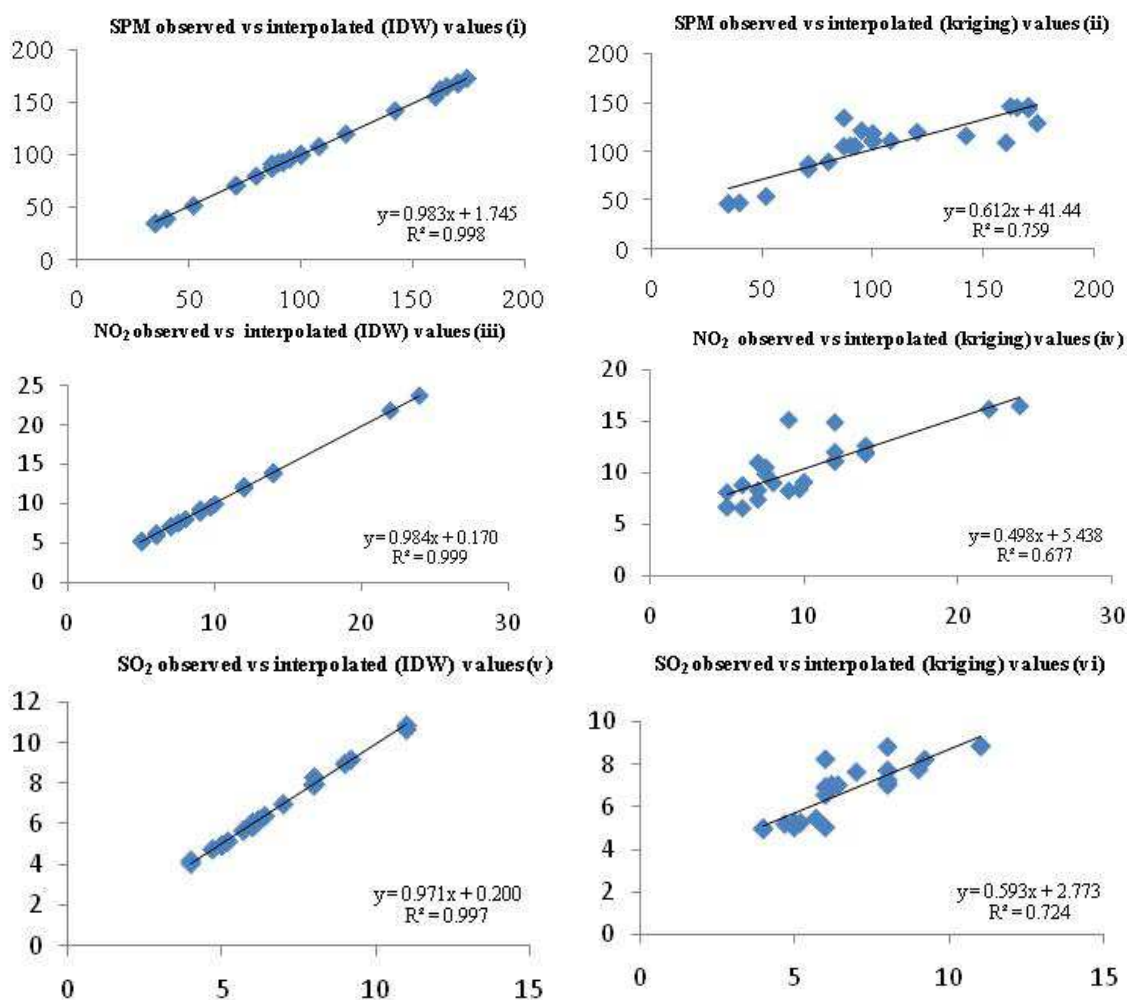 SPM observed vs interpolated (IDW) values (i)
200
150
100
50
0
0 50 100 150 200
y = 0.983x + 1.745
R² = 0.998
SPM observed vs interpolated (kriging) values (ii)
200
150
100
50
0
0 50 100 150 200
y = 0.612x + 41.44
R² = 0.759
NO₂ observed vs interpolated (IDW) values (iii)
25
20
15
10
5
0
0 10 20 30
y = 0.984x + 0.170
R² = 0.999
NO₂ observed vs interpolated (kriging) values (iv)
20
15
10
5
0
0 10 20 30
y = 0.498x + 5.438
R² = 0.677
SO₂ observed vs interpolated (IDW) values (v)
12
10
8
6
4
2
0
0 5 10 15
y = 0.971x + 0.200
R² = 0.997
SO₂ observed vs interpolated (kriging) values (vi)
10
8
6
4
2
0
0 5 10 15
y = 0.593x + 2.773
R² = 0.724